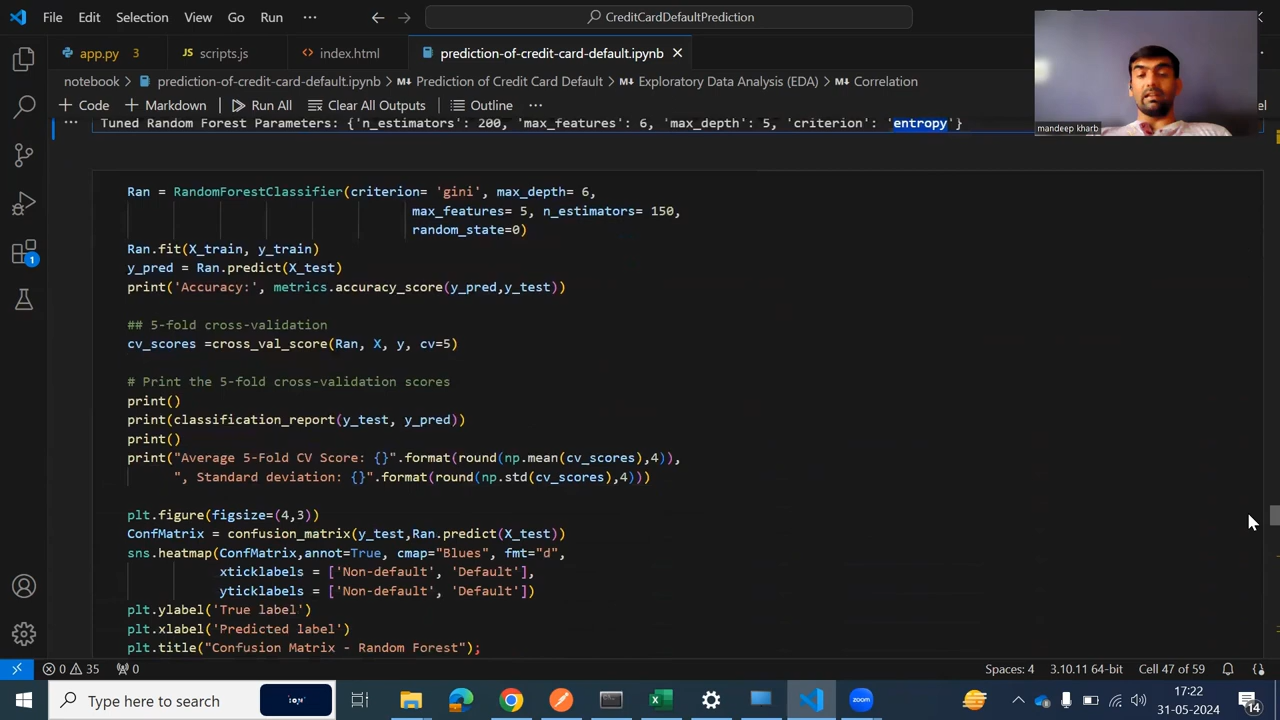 File Edit Selection View Go Run ··· CreditCardDefaultPrediction
app.py 3 JS scripts.js <> index.html prediction-of-credit-card-default.ipynb
notebook > prediction-of-credit-card-default.ipynb > Prediction of Credit Card Default > Exploratory Data Analysis (EDA) > Correlation
+ Code + Markdown Run All Clear All Outputs Outline ···
··· Tuned Random Forest Parameters: {'n_estimators': 200, 'max_features': 6, 'max_depth': 5, 'criterion': 'entropy'}
mandeep kharb
Ran = RandomForestClassifier(criterion= 'gini', max_depth= 6,
max_features= 5, n_estimators= 150,
random_state=0)
Ran.fit(X_train, y_train)
y_pred = Ran.predict(X_test)
print('Accuracy:', metrics.accuracy_score(y_pred,y_test))
## 5-fold cross-validation
cv_scores =cross_val_score(Ran, X, y, cv=5)
# Print the 5-fold cross-validation scores
print()
print(classification_report(y_test, y_pred))
print()
print("Average 5-Fold CV Score: {}".format(round(np.mean(cv_scores),4)),
", Standard deviation: {}".format(round(np.std(cv_scores),4)))
plt.figure(figsize=(4,3))
ConfMatrix = confusion_matrix(y_test,Ran.predict(X_test))
sns.heatmap(ConfMatrix,annot=True, cmap="Blues", fmt="d",
xticklabels = ['Non-default', 'Default'],
yticklabels = ['Non-default', 'Default'])
plt.ylabel('True label')
plt.xlabel('Predicted label')
plt.title("Confusion Matrix - Random Forest");
1
0 35 0 Spaces: 4 3.10.11 64-bit Cell 47 of 59
Type here to search
17:22
31-05-2024
14